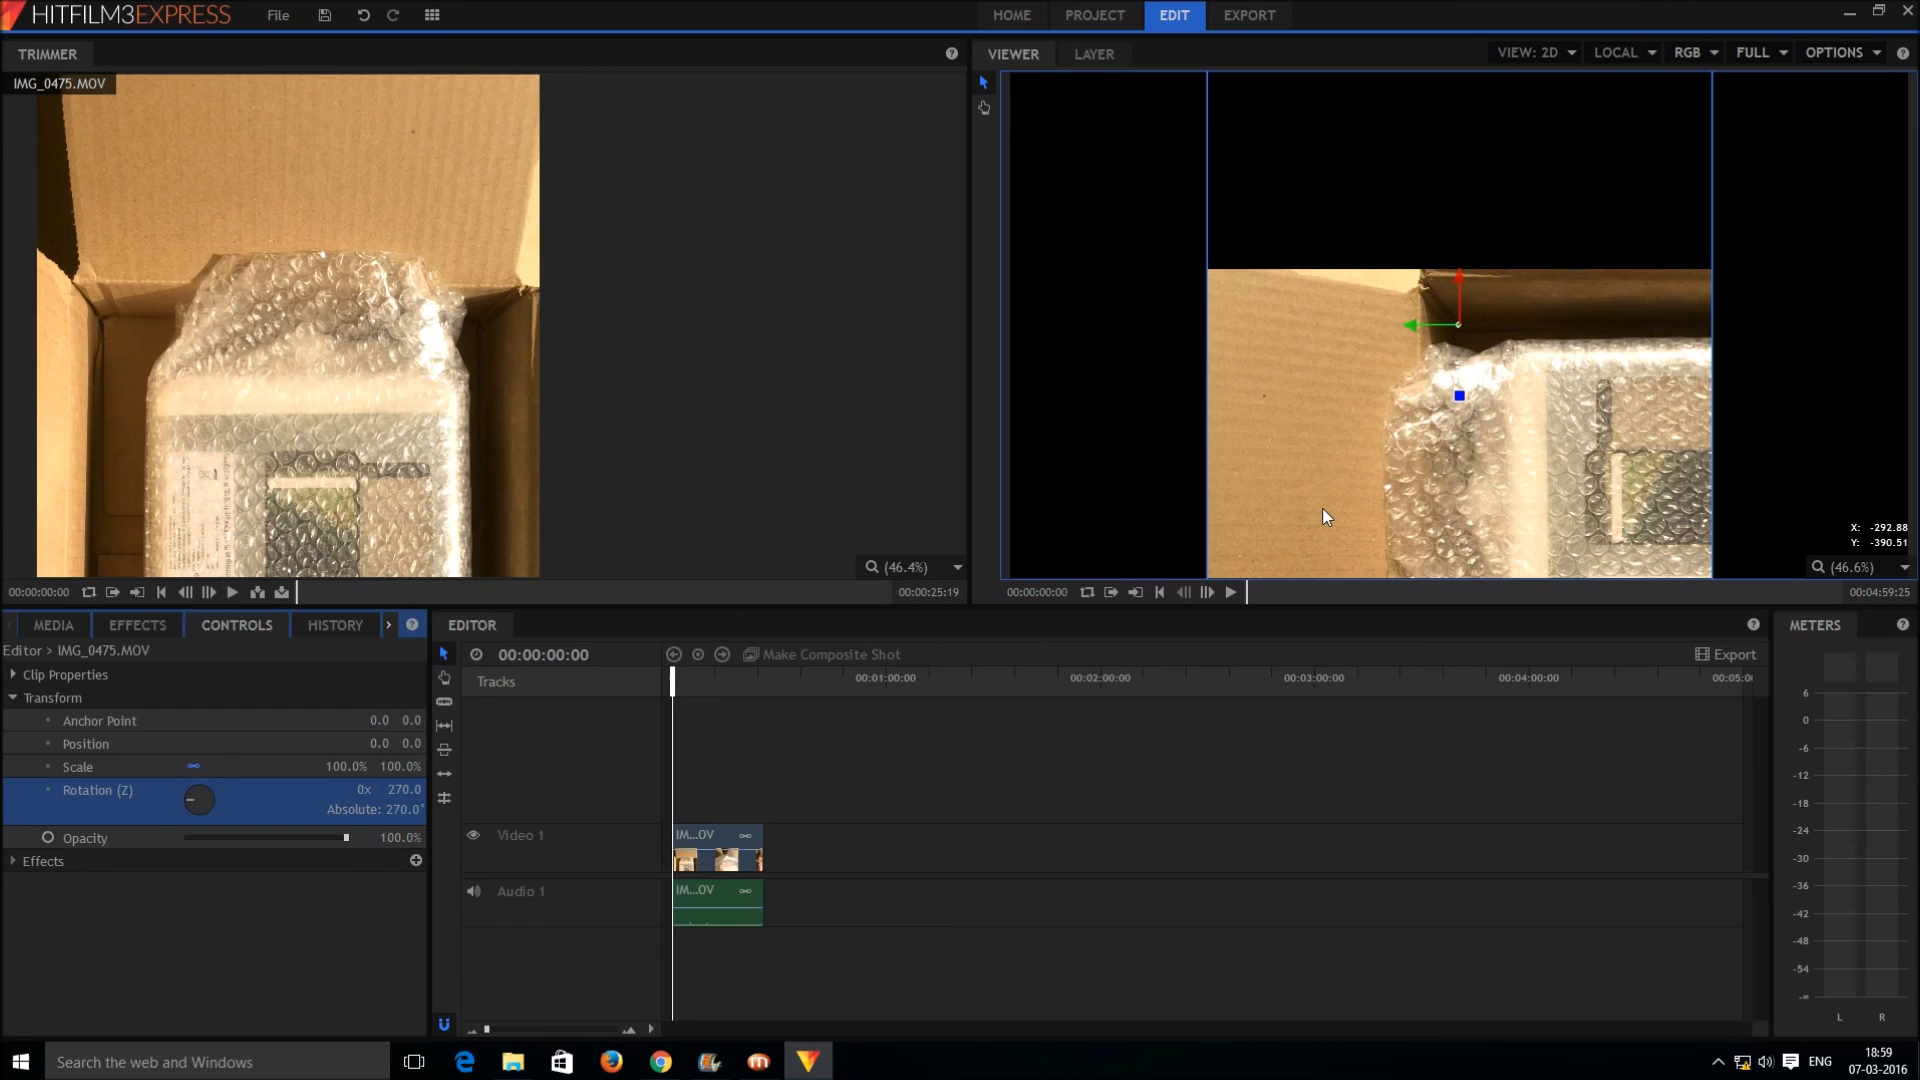 HITFILM3EXPRESS
File
HOME PROJECT EDIT EXPORT
TRIMMER
IMG_0475.MOV
(46.4%)
00:00:00:00
00:00:25:19
VIEWER LAYER
VIEW: 2D LOCAL RGB FULL OPTIONS
X: -292.88
Y: -390.51
(46.6%)
00:00:00:00
00:04:59:25
MEDIA EFFECTS CONTROLS HISTORY
Editor > IMG_0475.MOV
Clip Properties
Transform
Anchor Point 0.0 0.0
Position 0.0 0.0
Scale 100.0% 100.0%
Rotation (Z) 0x 270.0
Absolute: 270.0°
Opacity 100.0%
Effects
EDITOR
00:00:00:00
Make Composite Shot
Export
Tracks
00:01:00:00 00:02:00:00 00:03:00:00 00:04:00:00 00:05:0
Video 1
IM...OV
Audio 1
IM...OV
METERS
6
0
-6
-12
-18
-24
-30
-36
-42
-48
-54
-∞
L R
Search the web and Windows
ENG
18:59
07-03-2016